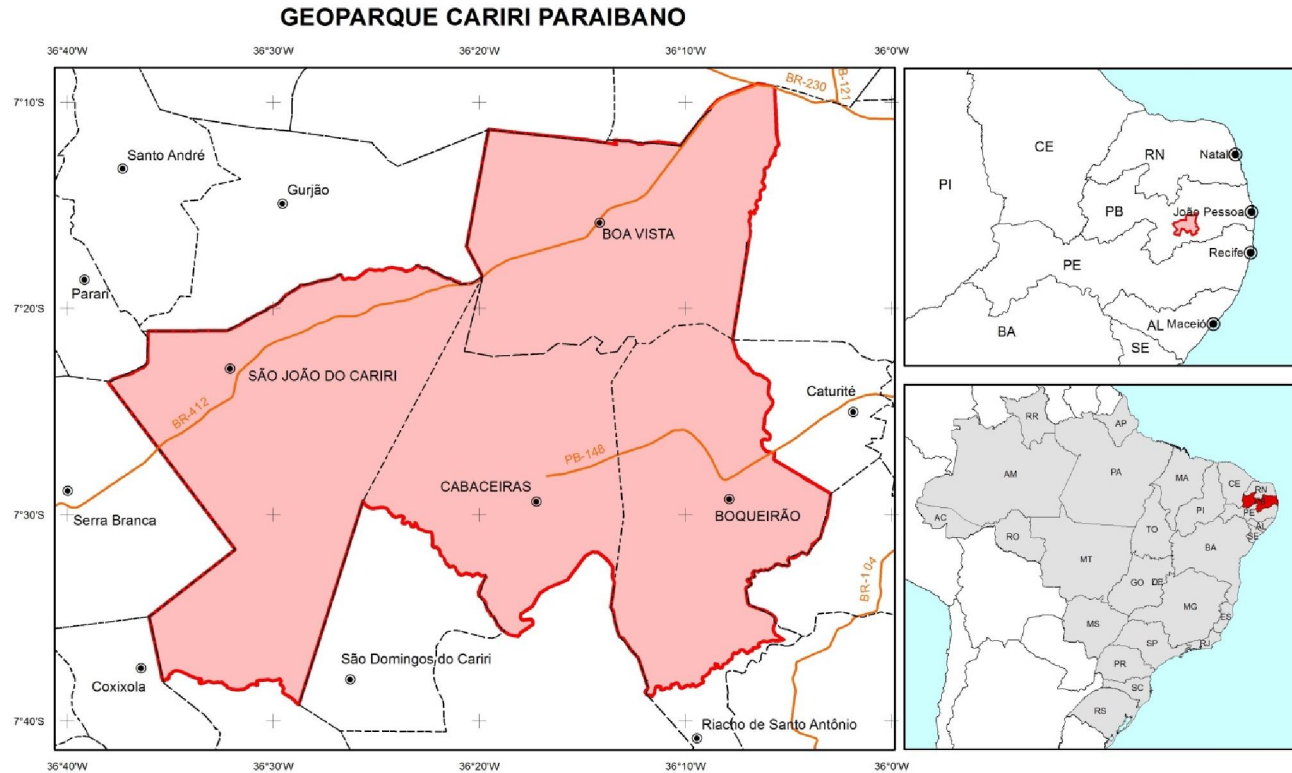 GEOPARQUE CARIRI PARAIBANO
36°40'W 36°30'W 36°20'W 36°10'W 36°0'W
7°10'S
BR-230
B-121
Santo André
Gurjão
BOA VISTA
Paran
7°20'S
SÃO JOÃO DO CARIRI
BR-412
Caturité
PB-148
CABACEIRAS
BOQUEIRÃO
7°30'S
Serra Branca
BR-104
São Domingos do Cariri
Coxixola
Riacho de Santo Antônio
7°40'S
36°40'W 36°30'W 36°20'W 36°10'W 36°0'W
CE
RN
Natal
PI
PB
João Pessoa
Recife
PE
AL
Maceió
BA
SE
RR
AP
AM
PA
MA
CE
RN
PI
PE
AC
AL
SE
TO
RO
BA
MT
GO
DF
MG
ES
MS
SP
RJ
PR
SC
RS